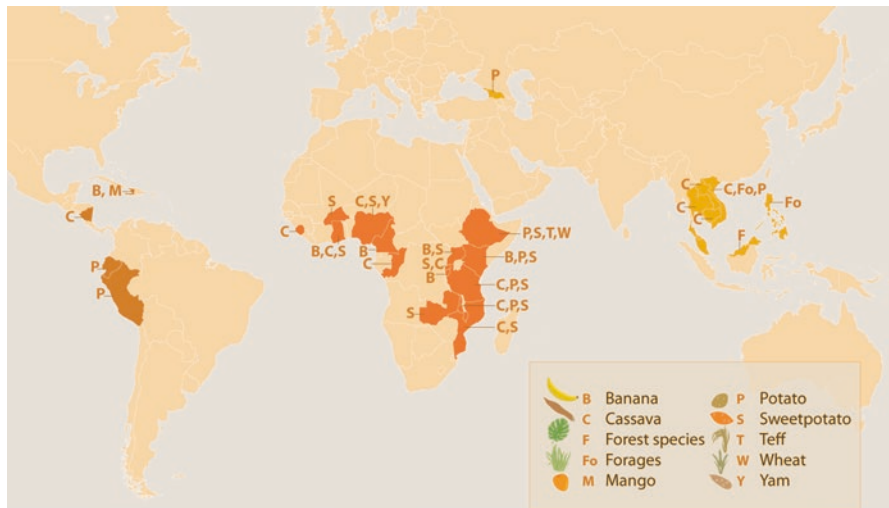 P
B, M
C
C
C,Fo,P
C
Fo
C
F
S
C,S,Y
C
B,C,S
P,S,T,W
B
B,S
B,P,S
C
S,C
B
P
P
C,P,S
C,P,S
S
C,S
B Banana
C Cassava
F Forest species
Fo Forages
M Mango
P Potato
S Sweetpotato
T Teff
W Wheat
Y Yam